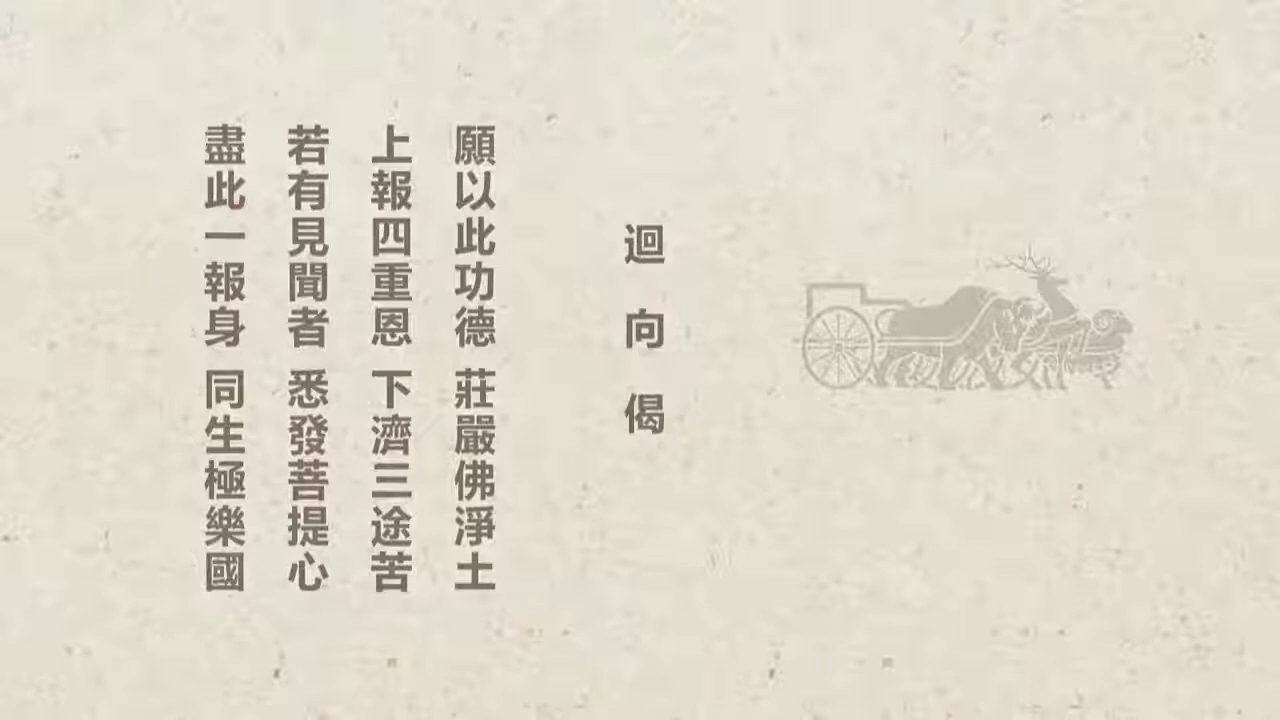 迴向偈
願以此功德 莊嚴佛淨土
上報四重恩 下濟三途苦
若有見聞者 悉發菩提心
盡此一報身 同生極樂國